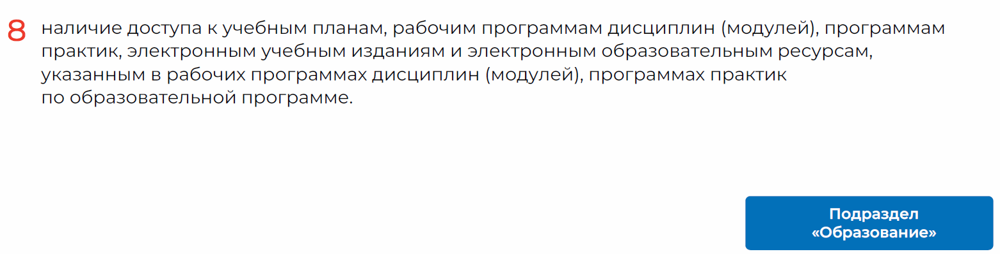 8
наличие доступа к учебным планам, рабочим программам дисциплин (модулей), программам
практик, электронным учебным изданиям и электронным образовательным ресурсам,
указанным в рабочих программах дисциплин (модулей), программах практик
по образовательной программе.
Подраздел
«Образование»